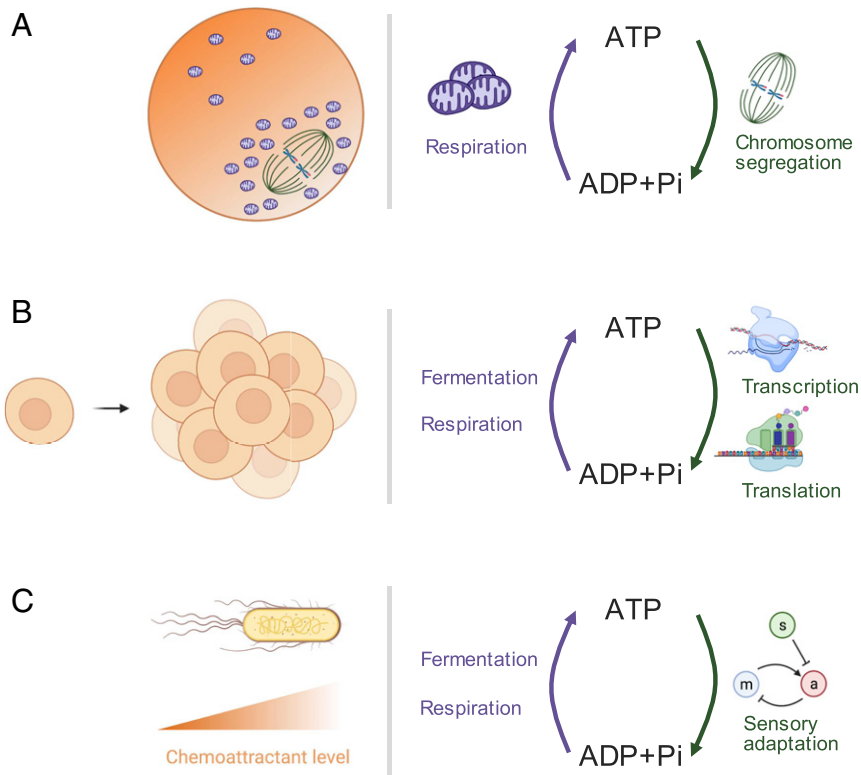 A
ATP
Respiration
Chromosome
segregation
ADP+Pi
B
ATP
Fermentation
Transcription
Respiration
ADP+Pi
Translation
C
ATP
s
Fermentation
m
a
Respiration
Sensory
adaptation
Chemoattractant level
ADP+Pi